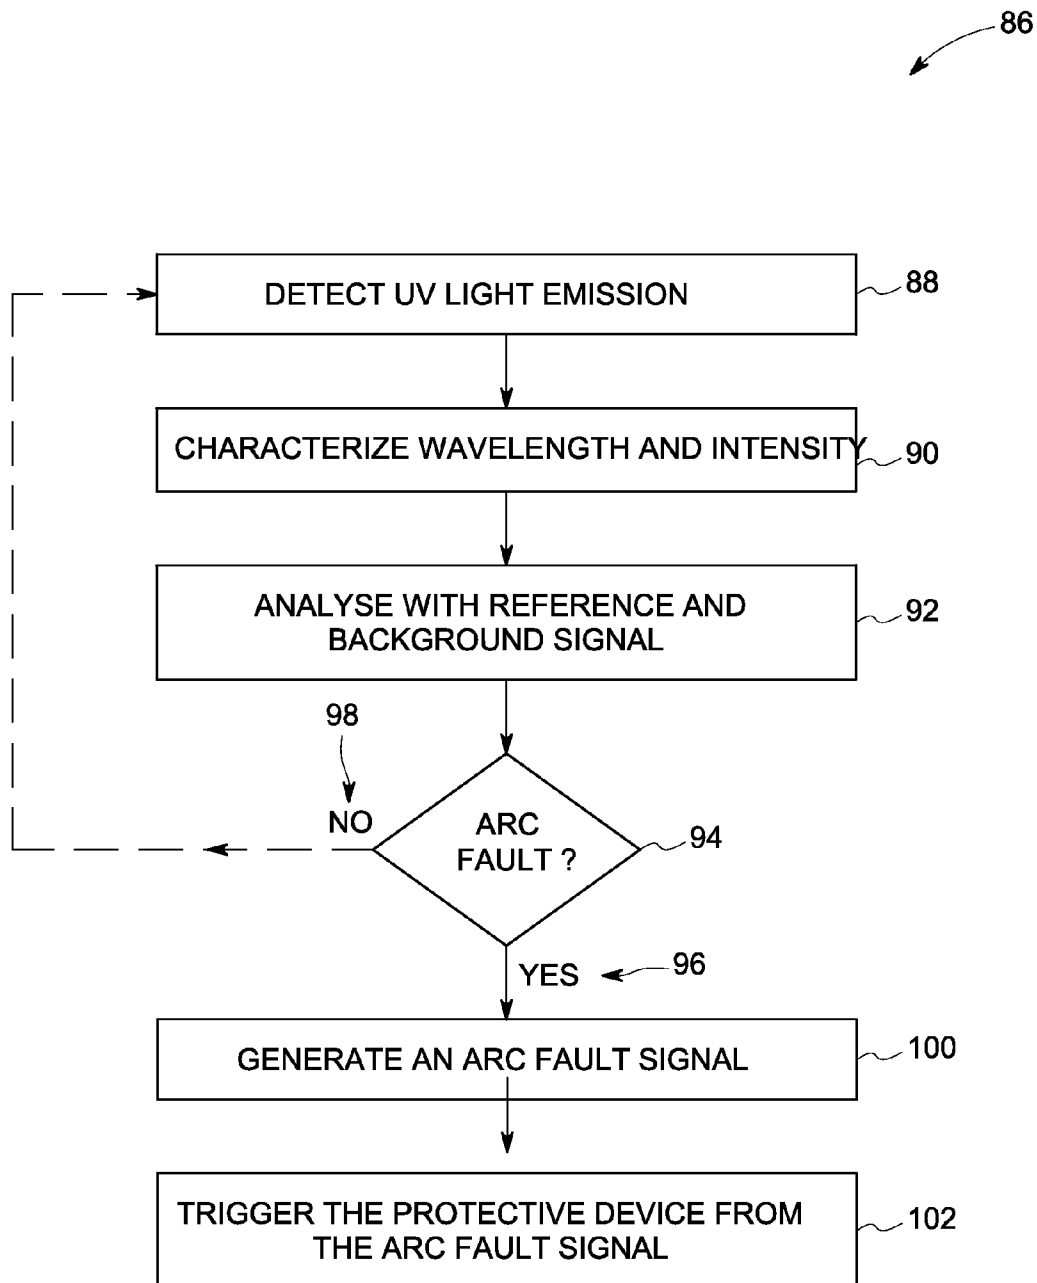 86
DETECT UV LIGHT EMISSION
88
CHARACTERIZE WAVELENGTH AND INTENSITY
90
ANALYSE WITH REFERENCE AND
BACKGROUND SIGNAL
92
98
NO
ARC
FAULT ?
94
YES
96
GENERATE AN ARC FAULT SIGNAL
100
TRIGGER THE PROTECTIVE DEVICE FROM
THE ARC FAULT SIGNAL
102